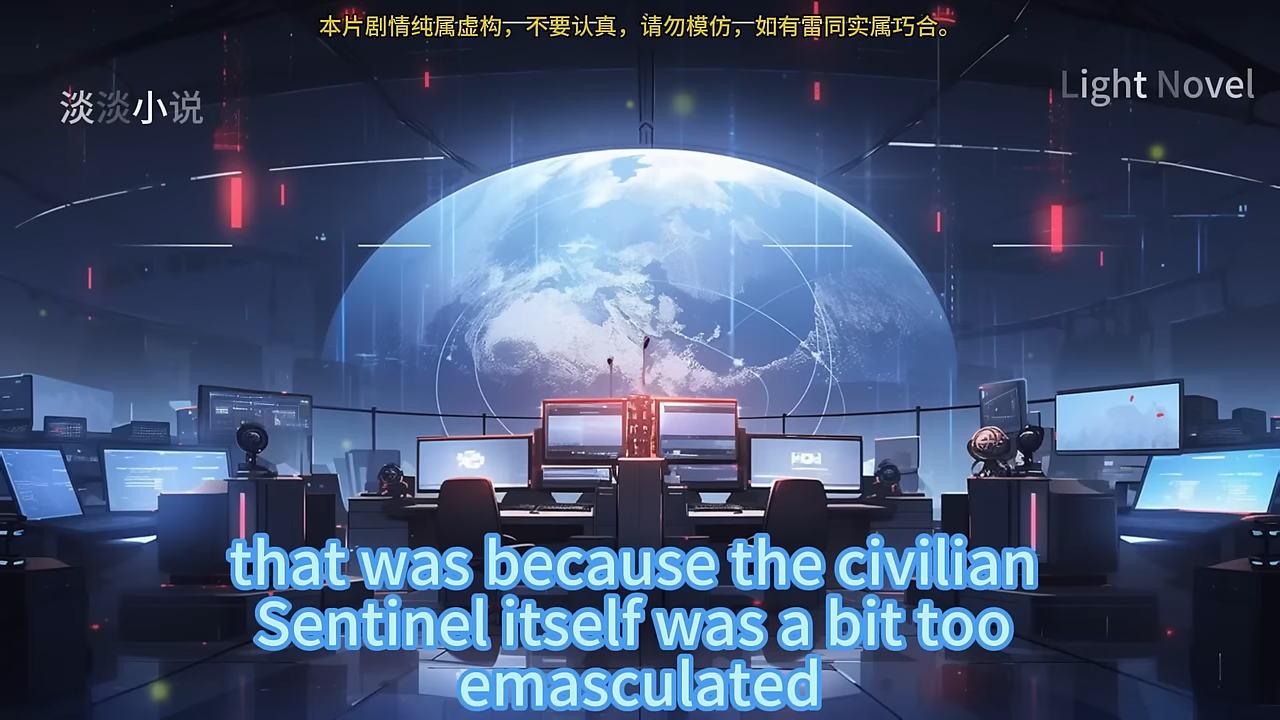 本片剧情纯属虚构，不要认真，请勿模仿，如有雷同实属巧合。
淡淡小说
Light Novel
that was because the civilian
Sentinel itself was a bit too
emasculated